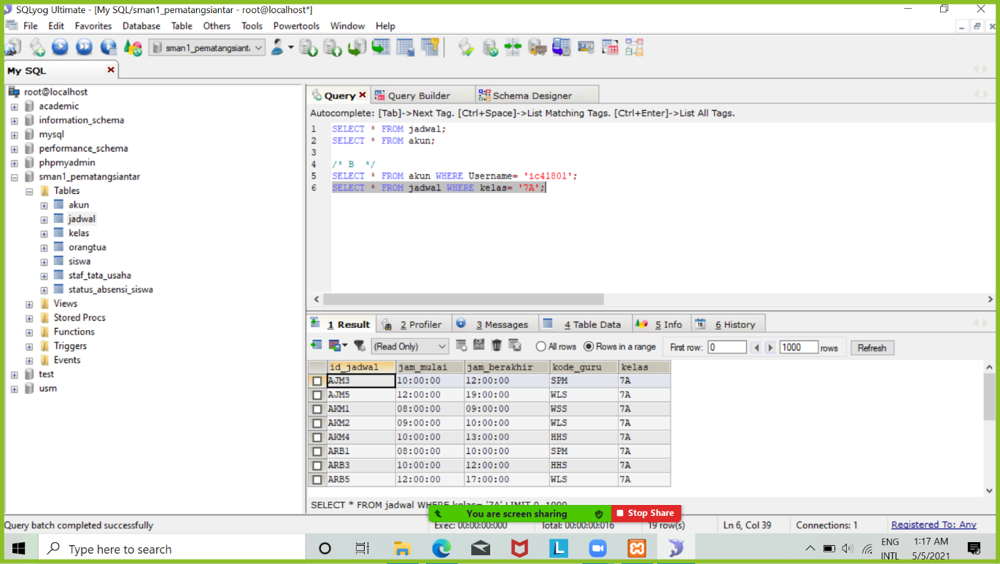 SQLyog Ultimate - [My SQL/sman1_pematangsiantar - root@localhost*]
File Edit Favorites Database Table Others Tools Powertools Window Help
sman1_pematangsiant
My SQL
root@localhost
academic
information_schema
mysql
performance_schema
phpmyadmin
sman1_pematangsiantar
Tables
akun
jadwal
kelas
orangtua
siswa
staf_tata_usaha
status_absensi_siswa
Views
Stored Procs
Functions
Triggers
Events
test
usm
Query Query Builder Schema Designer
Autocomplete: [Tab]->Next Tag. [Ctrl+Space]->List Matching Tags. [Ctrl+Enter]->List All Tags.
1 SELECT * FROM jadwal;
2 SELECT * FROM akun;
3
4 /* B */
5 SELECT * FROM akun WHERE Username= 'ic41801';
6 SELECT * FROM jadwal WHERE kelas= '7A';
1 Result 2 Profiler 3 Messages 4 Table Data 5 Info 6 History
(Read Only) All rows Rows in a range First row: 0 1000 rows Refresh
id_jadwal jam_mulai jam_berakhir kode_guru kelas
AJM3 10:00:00 12:00:00 SPM 7A
AJM5 12:00:00 19:00:00 WLS 7A
AKM1 08:00:00 09:00:00 WSS 7A
AKM2 09:00:00 10:00:00 WLS 7A
AKM4 10:00:00 13:00:00 HHS 7A
ARB1 08:00:00 10:00:00 SPM 7A
ARB3 10:00:00 12:00:00 HHS 7A
ARB5 12:00:00 17:00:00 WLS 7A
SELECT * FROM jadwal WHERE kelas= '7A' LIMIT 0, 1000
You are screen sharing Stop Share
Query batch completed successfully Exec: 00:00:00:000 Total: 00:00:00:016 19 row(s) Ln 6, Col 39 Connections: 1 Registered To: Any
Type here to search
ENG 1:17 AM
INTL 5/5/2021